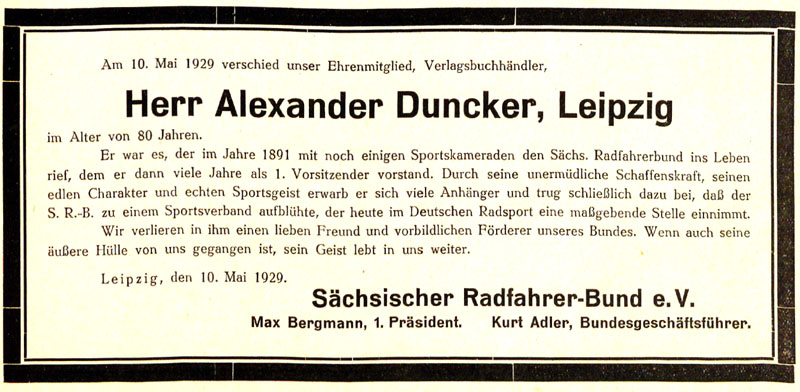 Am 10. Mai 1929 verschied unser Ehrenmitglied, Verlagsbuchhändler,
Herr Alexander Duncker, Leipzig
im Alter von 80 Jahren.
Er war es, der im Jahre 1891 mit noch einigen Sportskameraden den Sächs. Radfahrerbund ins Leben
rief, dem er dann viele Jahre als 1. Vorsitzender vorstand. Durch seine unermüdliche Schaffenskraft, seinen
edlen Charakter und echten Sportsgeist erwarb er sich viele Anhänger und trug schließlich dazu bei, daß der
S. R.-B. zu einem Sportsverband aufblühte, der heute im Deutschen Radsport eine maßgebende Stelle einnimmt.
Wir verlieren in ihm einen lieben Freund und vorbildlichen Förderer unseres Bundes. Wenn auch seine
äußere Hülle von uns gegangen ist, sein Geist lebt in uns weiter.
Leipzig, den 10. Mai 1929.
Sächsischer Radfahrer-Bund e. V.
Max Bergmann, 1. Präsident. Kurt Adler, Bundesgeschäftsführer.